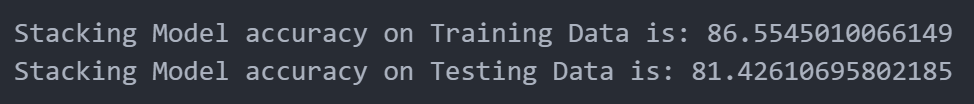 Stacking Model accuracy on Training Data is: 86.5545010066149
Stacking Model accuracy on Testing Data is: 81.42610695802185